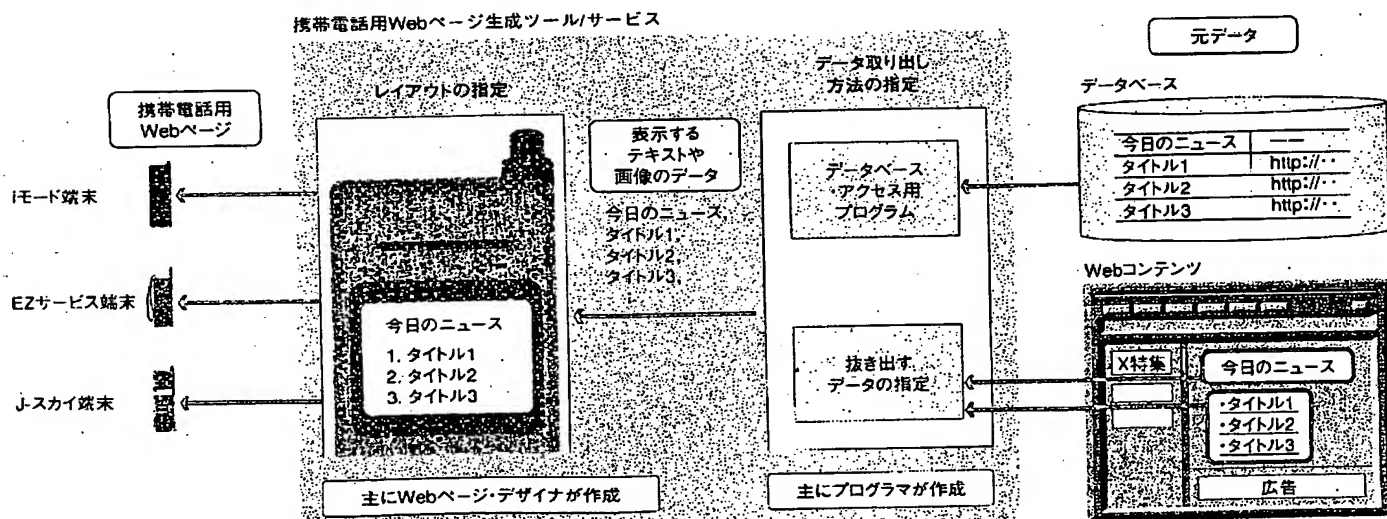 携帯電話用Webページ生成ツール/サービス
携帯電話用
Webページ
iモード端末
EZサービス端末
J-スカイ端末
レイアウトの指定
今日のニュース
1. タイトル1
2. タイトル2
3. タイトル3
主にWebページ・デザイナが作成
表示する
テキストや
画像のデータ
今日のニュース,
タイトル1,
タイトル2,
タイトル3,
データ取り出し
方法の指定
データベース
・アクセス用
プログラム
抜き出す
データの指定
主にプログラマが作成
元データ
データベース
今日のニュース ——
タイトル1 http://‥
タイトル2 http://‥
タイトル3 http://‥
Webコンテンツ
X特集
今日のニュース
・タイトル1
・タイトル2
・タイトル3
広告